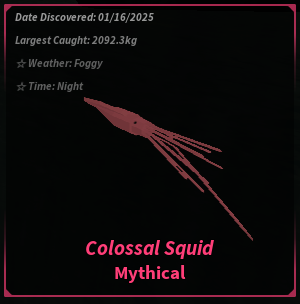 Date Discovered: 01/16/2025
Largest Caught: 2092.3kg
☆ Weather: Foggy
☆ Time: Night
Colossal Squid
Mythical